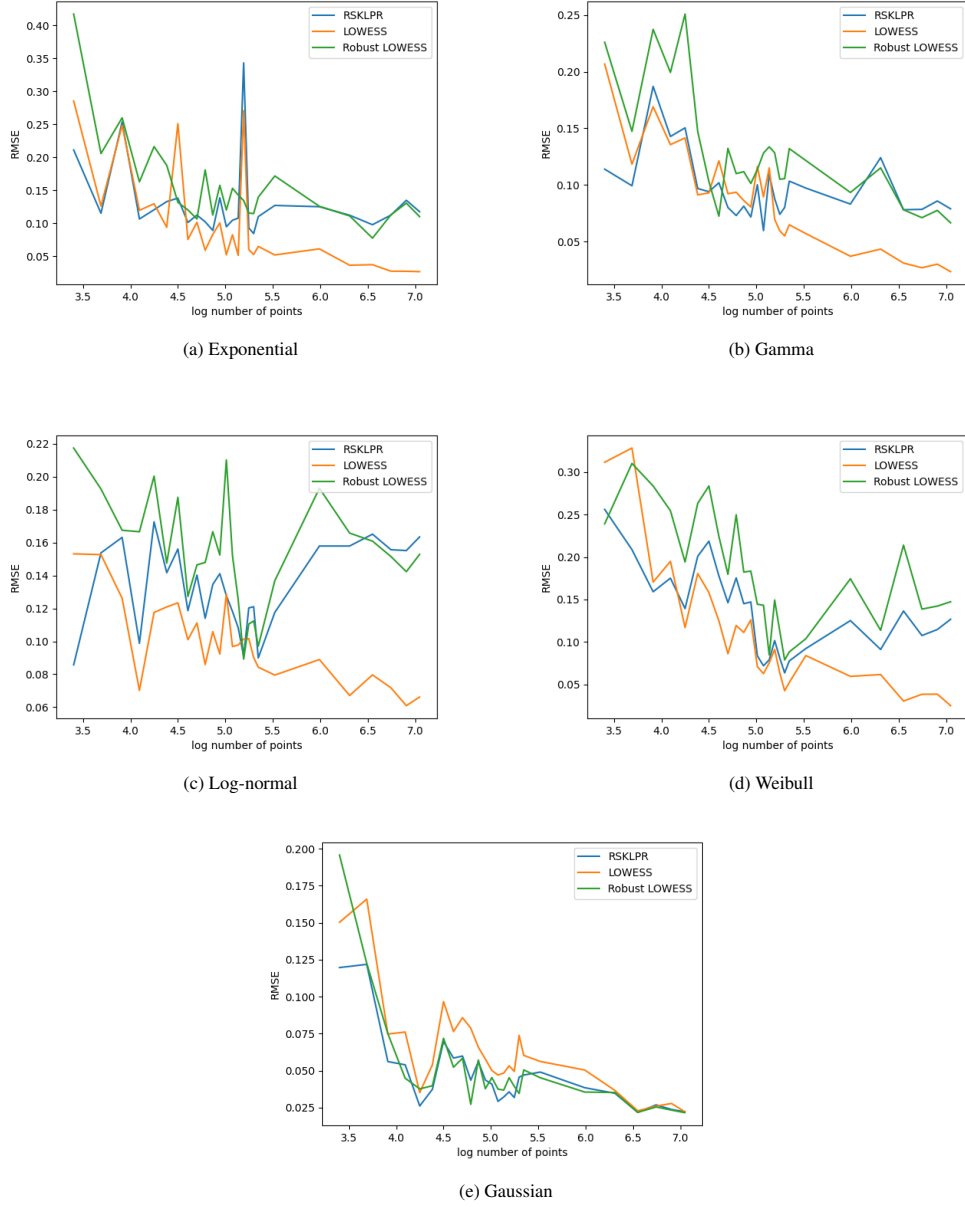 0.40
0.35
0.30
0.25
0.20
0.15
0.10
0.05
RMSE
RSKLPR
LOWESS
Robust LOWESS
3.5 4.0 4.5 5.0 5.5 6.0 6.5 7.0
log number of points
(a) Exponential
0.25
0.20
0.15
0.10
0.05
RMSE
RSKLPR
LOWESS
Robust LOWESS
3.5 4.0 4.5 5.0 5.5 6.0 6.5 7.0
log number of points
(b) Gamma
0.22
0.20
0.18
0.16
0.14
0.12
0.10
0.08
0.06
RMSE
RSKLPR
LOWESS
Robust LOWESS
3.5 4.0 4.5 5.0 5.5 6.0 6.5 7.0
log number of points
(c) Log-normal
0.30
0.25
0.20
0.15
0.10
0.05
RMSE
RSKLPR
LOWESS
Robust LOWESS
3.5 4.0 4.5 5.0 5.5 6.0 6.5 7.0
log number of points
(d) Weibull
0.200
0.175
0.150
0.125
0.100
0.075
0.050
0.025
RMSE
RSKLPR
LOWESS
Robust LOWESS
3.5 4.0 4.5 5.0 5.5 6.0 6.5 7.0
log number of points
(e) Gaussian